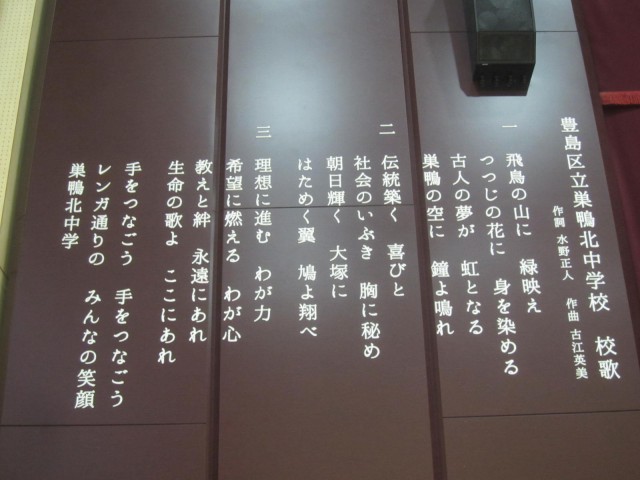 豊島区立巣鴨北中学校　校歌
作詞 水野正人　作曲 古江英美
一　飛鳥の山に　緑映え
つつじの花に　身を染める
古人の夢が　虹となる
巣鴨の空に　鐘よ鳴れ
二　伝統築く　喜びと
社会のいぶき　胸に秘め
朝日輝く　大塚に
はためく翼　鳩よ翔べ
三　理想に進む　わが力
希望に燃える　わが心
教えと絆　永遠にあれ
生命の歌よ　ここにあれ
手をつなごう　手をつなごう
レンガ通りの　みんなの笑顔
巣鴨北中学